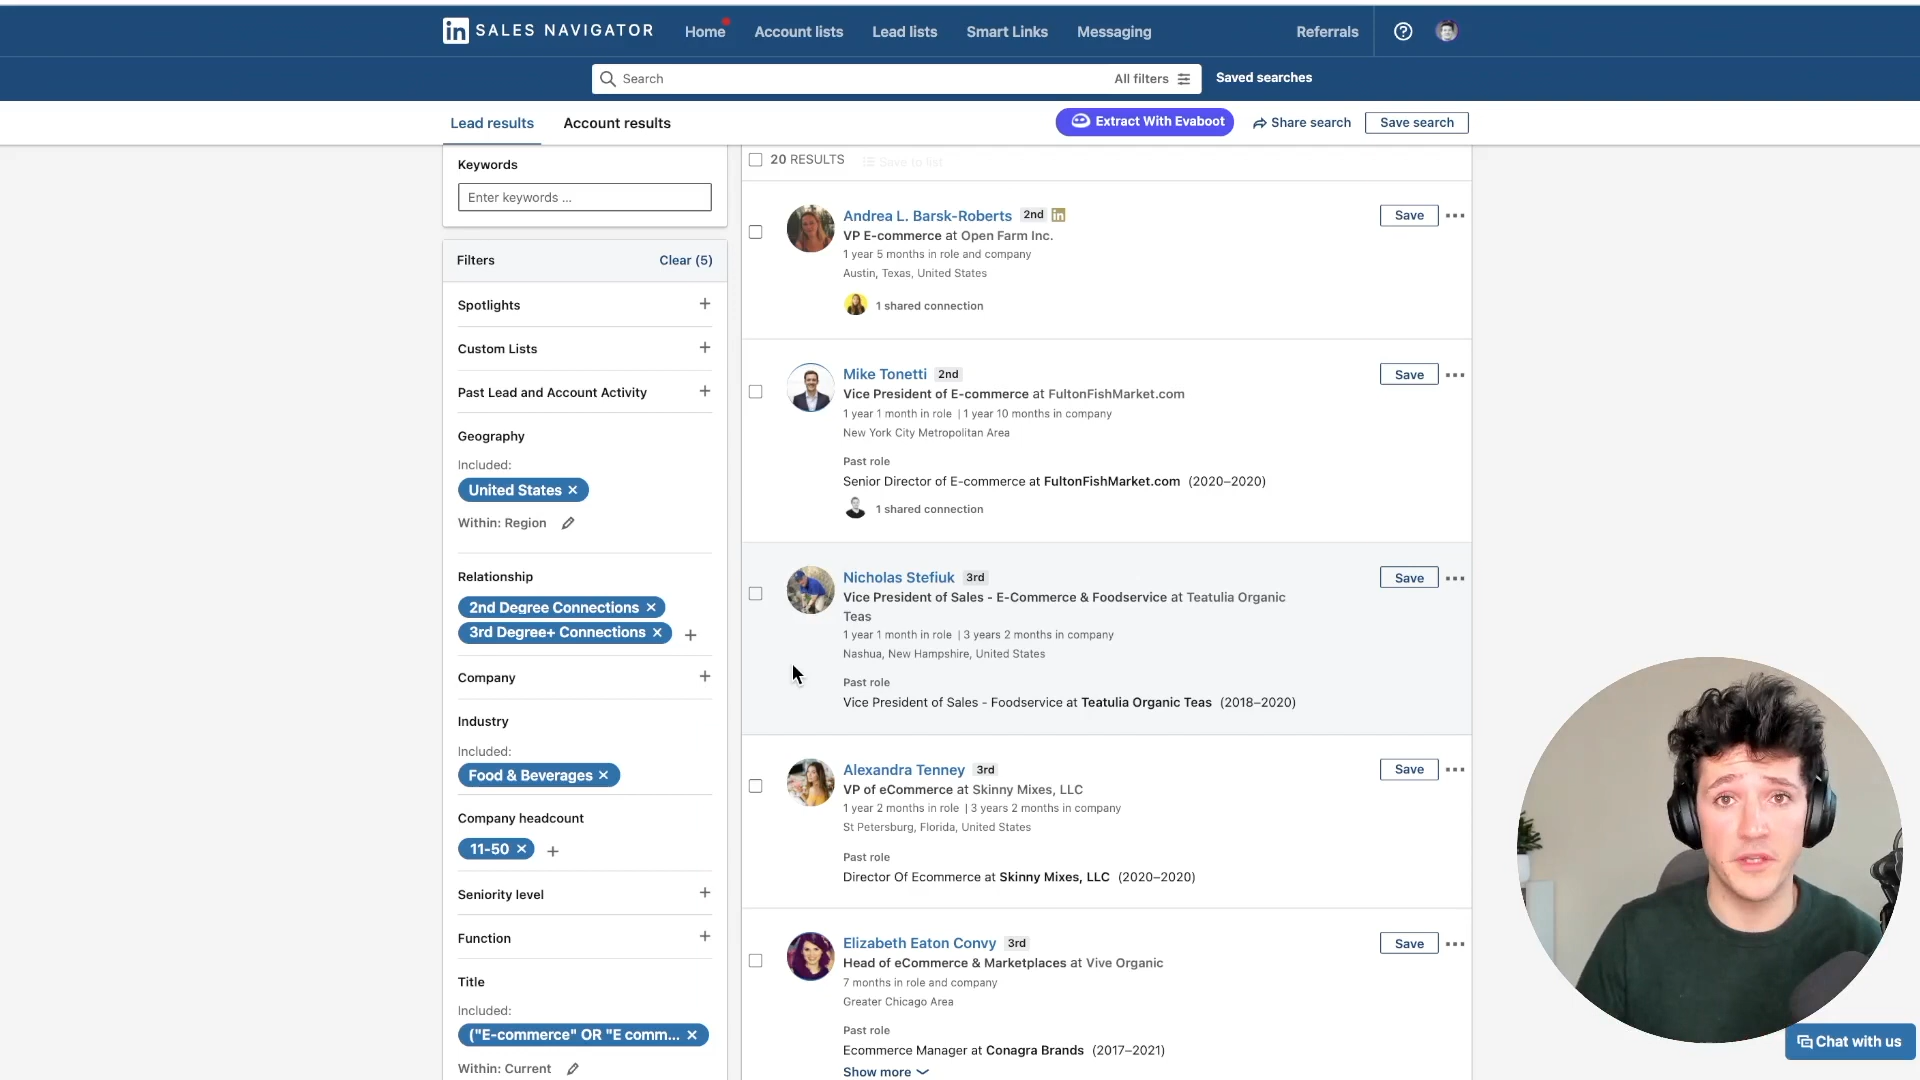 in SALES NAVIGATOR
Home
Account lists
Lead lists
Smart Links
Messaging
Referrals
Search
All filters
Saved searches
Lead results
Account results
Extract With Evaboot
Share search
Save search
Keywords
Enter keywords ...
Filters
Clear (5)
Spotlights
Custom Lists
Past Lead and Account Activity
Geography
Included:
United States
Within: Region
Relationship
2nd Degree Connections
3rd Degree+ Connections
Company
Industry
Included:
Food & Beverages
Company headcount
11-50
Seniority level
Function
Title
Included:
("E-commerce" OR "E comm...
Within: Current
20 RESULTS
Save to list
Andrea L. Barsk-Roberts 2nd in
VP E-commerce at Open Farm Inc.
1 year 5 months in role and company
Austin, Texas, United States
1 shared connection
Save
Mike Tonetti 2nd
Vice President of E-commerce at FultonFishMarket.com
1 year 1 month in role | 1 year 10 months in company
New York City Metropolitan Area
Past role
Senior Director of E-commerce at FultonFishMarket.com (2020–2020)
1 shared connection
Save
Nicholas Stefiuk 3rd
Vice President of Sales - E-Commerce & Foodservice at Teatulia Organic
Teas
1 year 1 month in role | 3 years 2 months in company
Nashua, New Hampshire, United States
Past role
Vice President of Sales - Foodservice at Teatulia Organic Teas (2018–2020)
Save
Alexandra Tenney 3rd
VP of eCommerce at Skinny Mixes, LLC
1 year 2 months in role | 3 years 2 months in company
St Petersburg, Florida, United States
Past role
Director Of Ecommerce at Skinny Mixes, LLC (2020–2020)
Save
Elizabeth Eaton Convy 3rd
Head of eCommerce & Marketplaces at Vive Organic
7 months in role and company
Greater Chicago Area
Past role
Ecommerce Manager at Conagra Brands (2017–2021)
Show more
Save
Chat with us